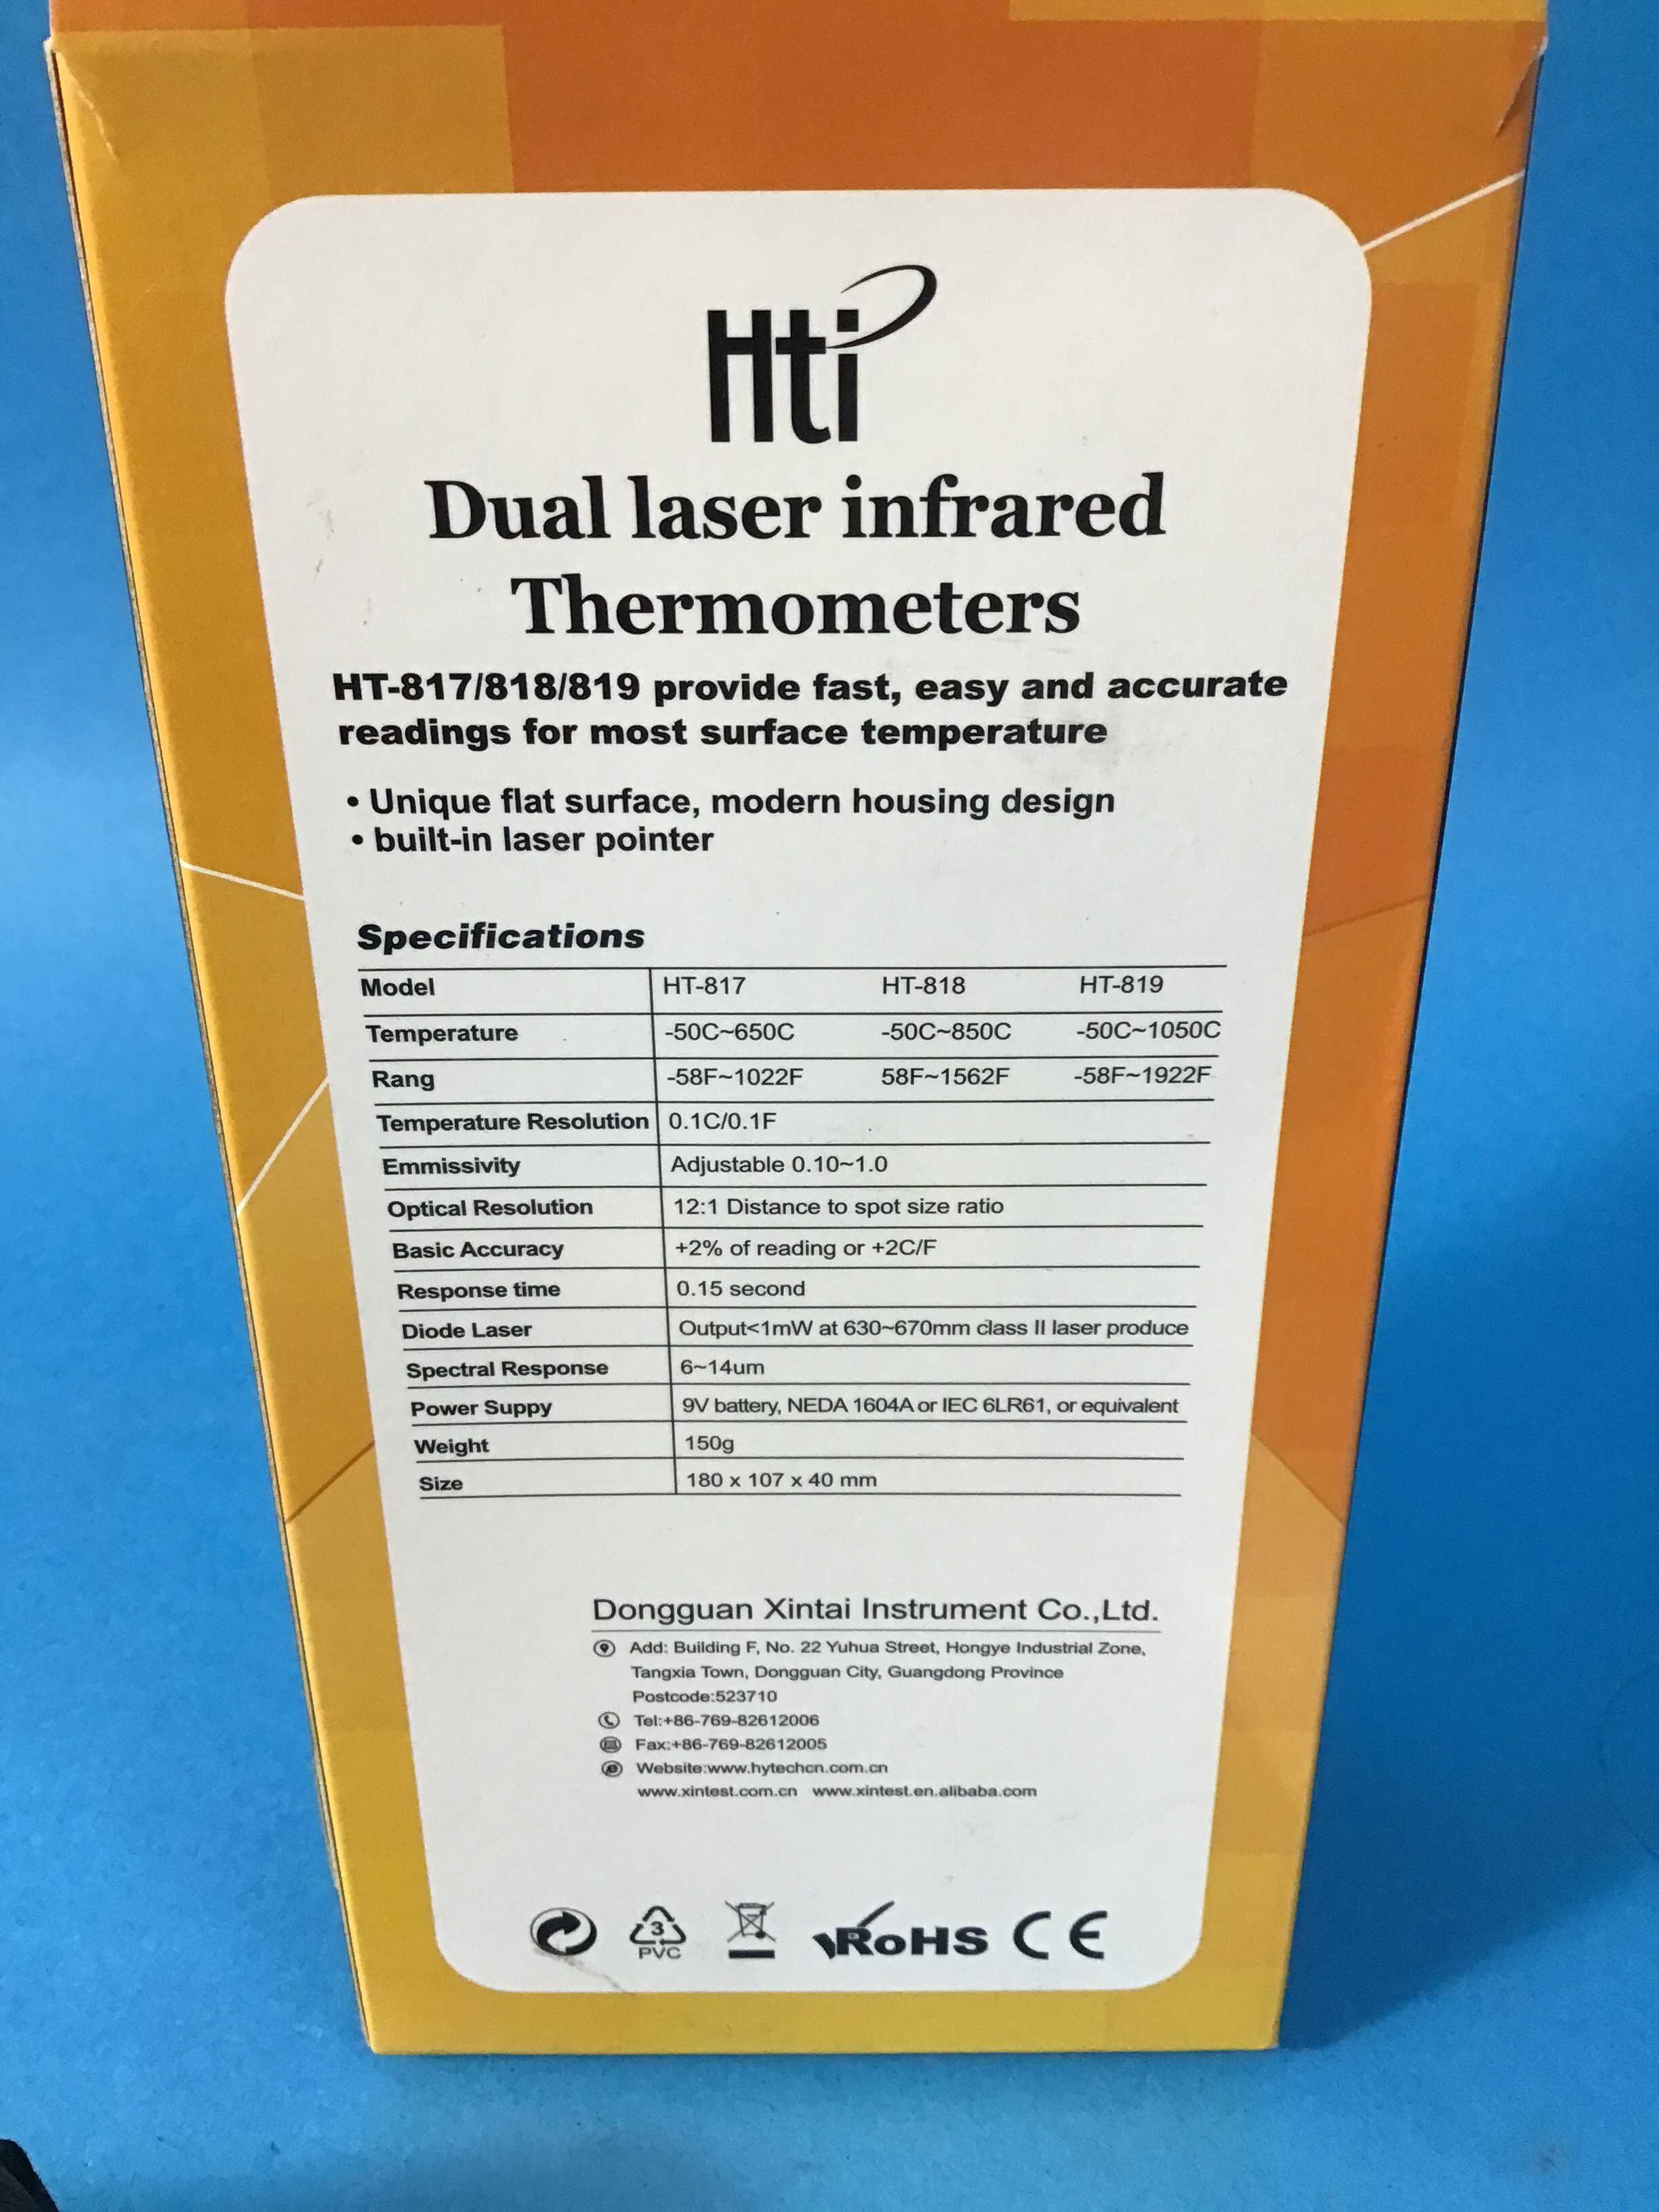 Hti
Dual laser infrared
Thermometers
HT-817/818/819 provide fast, easy and accurate
readings for most surface temperature
• Unique flat surface, modern housing design
• built-in laser pointer
Specifications
Model HT-817 HT-818 HT-819
Temperature -50C~650C -50C~850C -50C~1050C
Rang -58F~1022F 58F~1562F -58F~1922F
Temperature Resolution 0.1C/0.1F
Emmissivity Adjustable 0.10~1.0
Optical Resolution 12:1 Distance to spot size ratio
Basic Accuracy +2% of reading or +2C/F
Response time 0.15 second
Diode Laser Output<1mW at 630~670mm class II laser produce
Spectral Response 6~14um
Power Suppy 9V battery, NEDA 1604A or IEC 6LR61, or equivalent
Weight 150g
Size 180 x 107 x 40 mm
Dongguan Xintai Instrument Co.,Ltd.
Add: Building F, No. 22 Yuhua Street, Hongye Industrial Zone,
Tangxia Town, Dongguan City, Guangdong Province
Postcode:523710
Tel:+86-769-82612006
Fax:+86-769-82612005
Website:www.hytechcn.com.cn
www.xintest.com.cn www.xintest.en.alibaba.com
3
PVC
RoHS CE